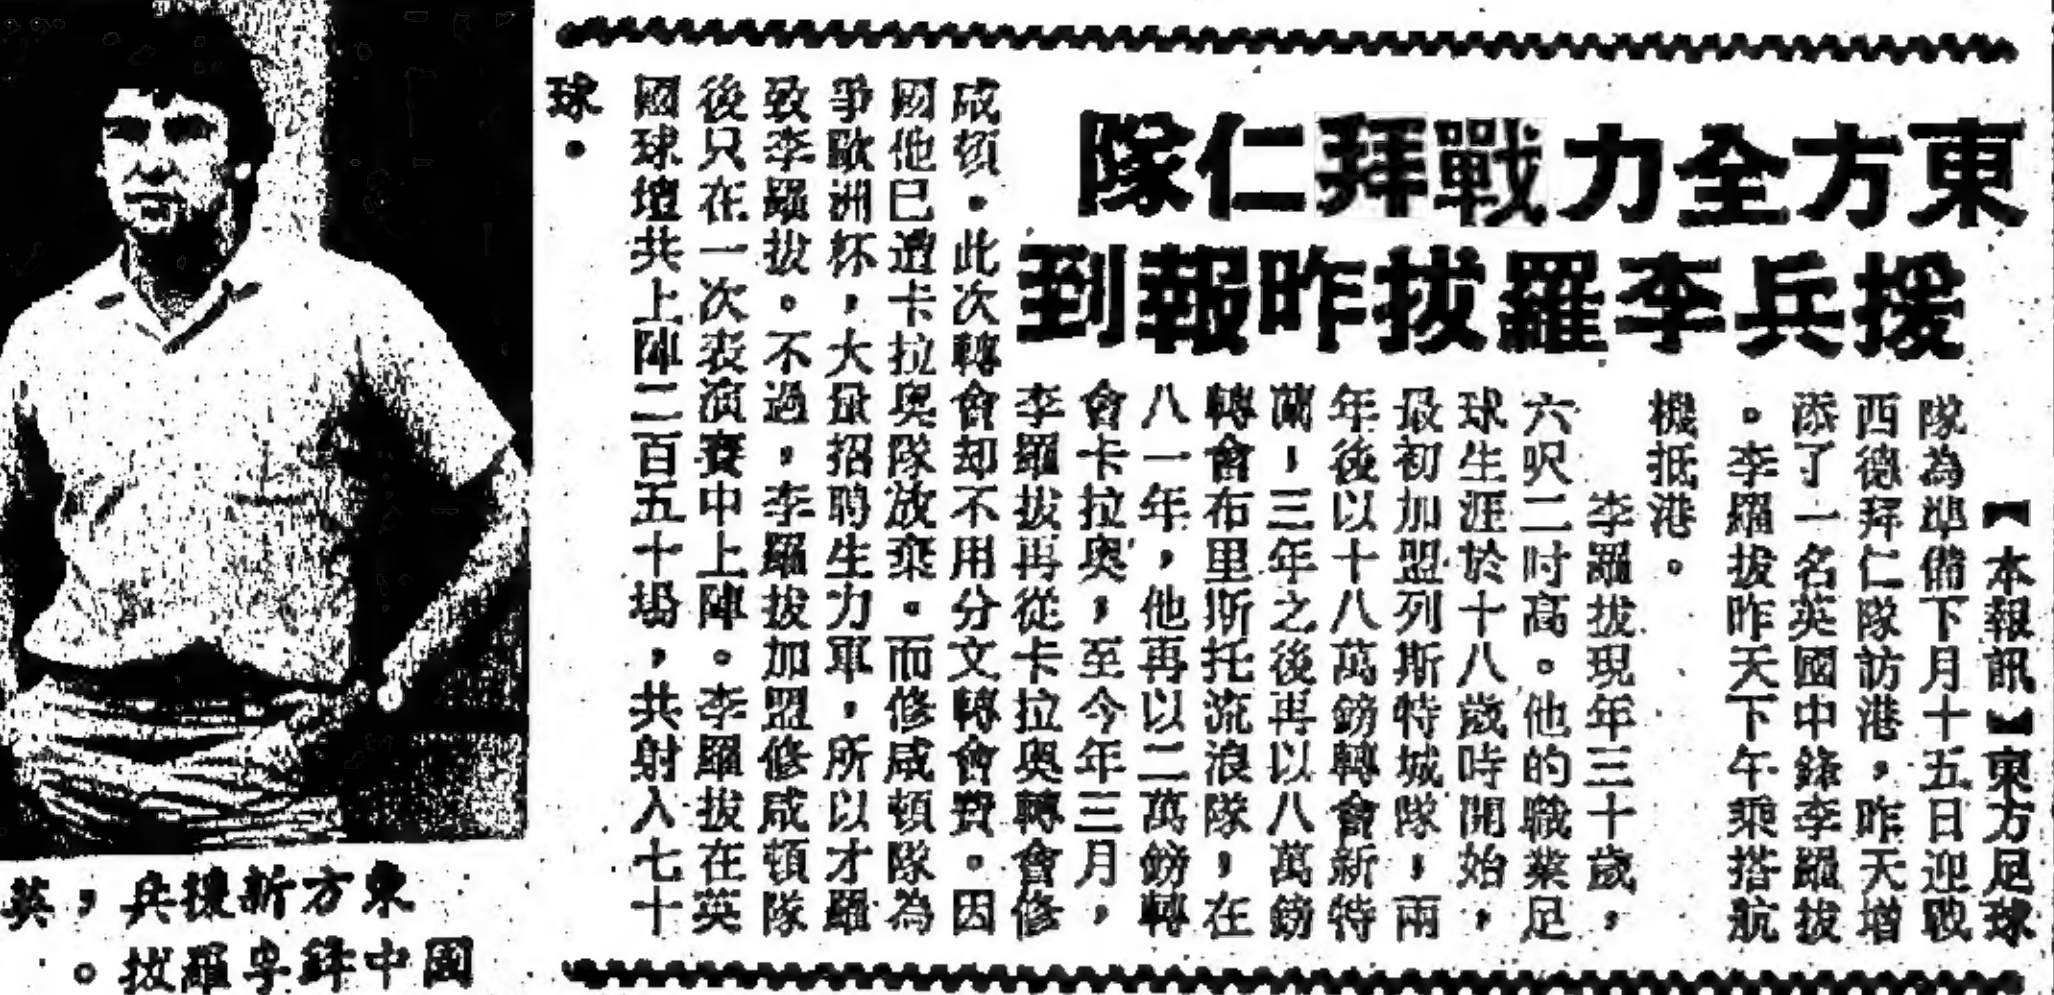 東方全力戰拜仁隊
援兵李羅拔昨報到
【本報訊】東方足球
隊為準備下月十五日迎戰
西德拜仁隊訪港，昨天增
添了一名英國中鋒李羅拔
。李羅拔昨天下午乘搭航
機抵港。
李羅拔現年三十歲，
六呎二吋高。他的職業足
球生涯於十八歲時開始，
最初加盟列斯特城隊，兩
年後以十八萬鎊轉會新特
蘭，三年之後再以八萬鎊
轉會布里斯托流浪隊，在
八一年，他再以二萬鎊轉
會卡拉奧，至今年三月，
李羅拔再從卡拉奧轉會修
咸頓。此次轉會却不用分文轉會費。因
為他已遭卡拉奧隊放棄。而修咸頓隊為
爭歐洲杯，大量招聘生力軍，所以才羅
致李羅拔。不過，李羅拔加盟修咸頓隊
後只在一次表演賽中上陣。李羅拔在英
國球壇共上陣二百五十場，共射入七十
球。
東方新援兵，英
國中鋒李羅拔。